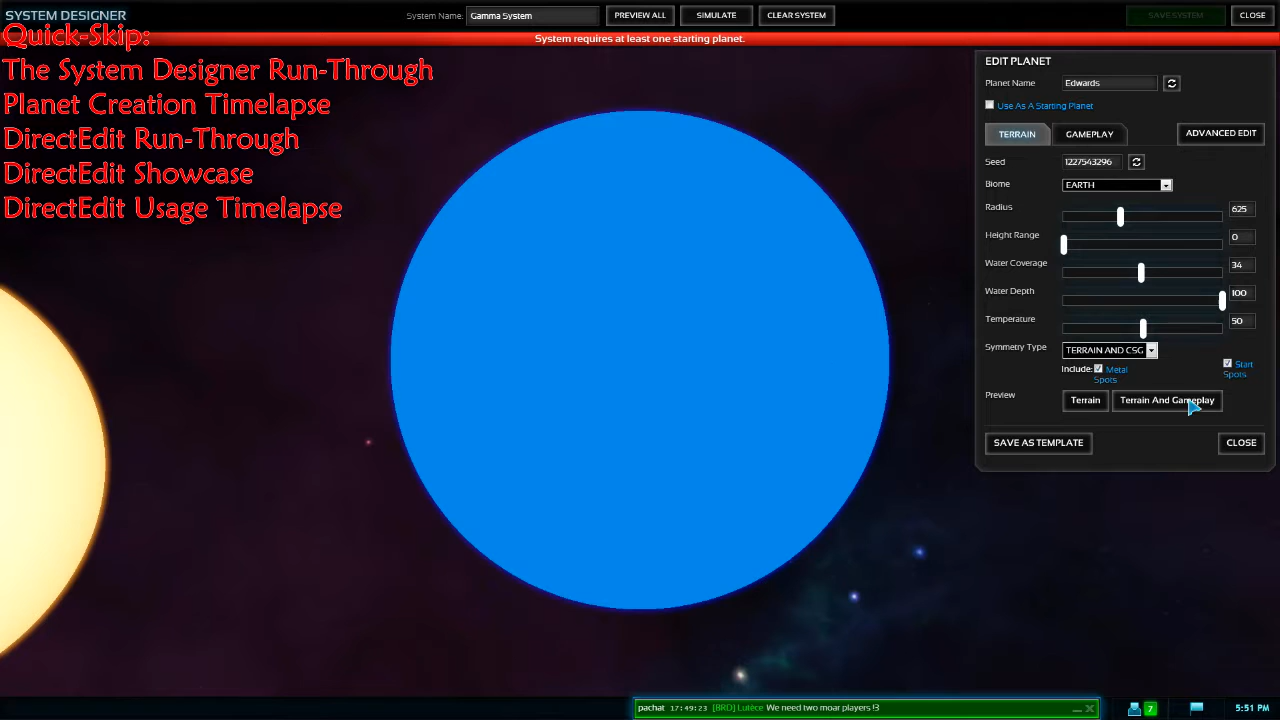 SYSTEM DESIGNER
System Name: Gamma System PREVIEW ALL SIMULATE CLEAR SYSTEM SAVE SYSTEM CLOSE
System requires at least one starting planet.
Quick-Skip:
The System Designer Run-Through
Planet Creation Timelapse
DirectEdit Run-Through
DirectEdit Showcase
DirectEdit Usage Timelapse
EDIT PLANET
Planet Name Edwards
Use As A Starting Planet
TERRAIN GAMEPLAY ADVANCED EDIT
Seed 1227543296
Biome EARTH
Radius 625
Height Range 0
Water Coverage 34
Water Depth 100
Temperature 50
Symmetry Type TERRAIN AND CSG
Include: Metal Spots Start Spots
Preview Terrain Terrain And Gameplay
SAVE AS TEMPLATE CLOSE
pachat 17:49:23 [BRD] Lutèce We need two moar players !3
7 5:51 PM